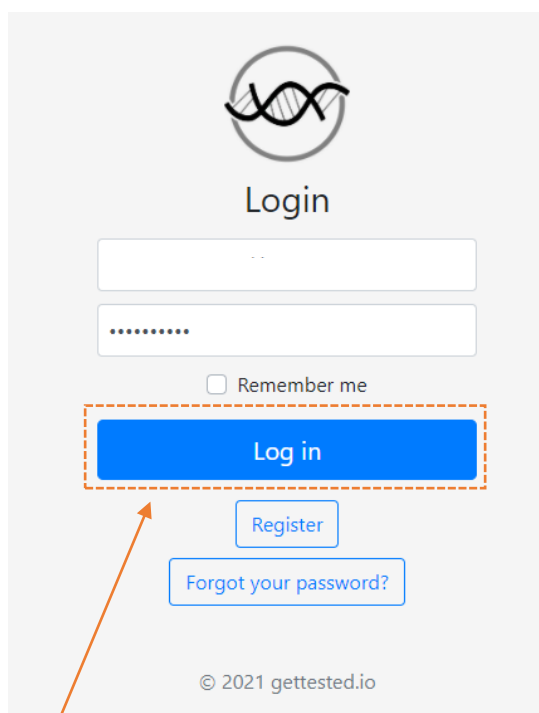 Login
••••••••••
Remember me
Log in
Register
Forgot your password?
© 2021 gettested.io